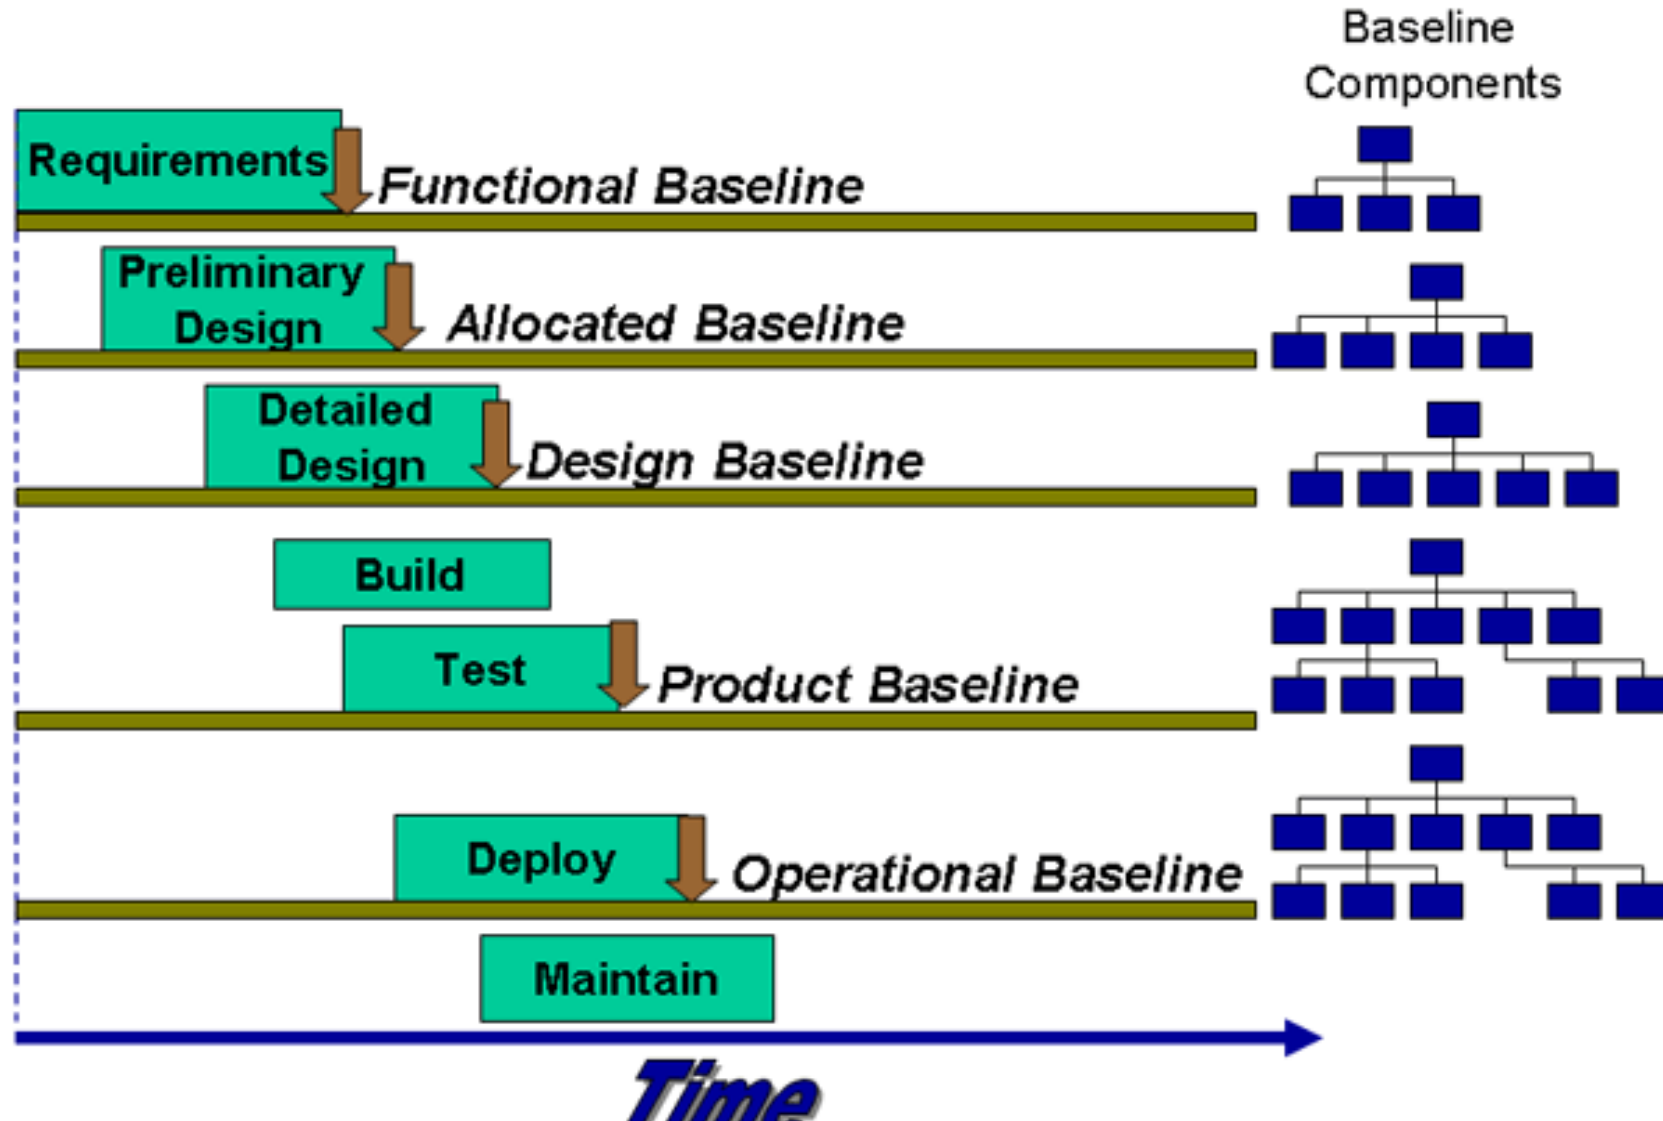 Baseline
Components
Requirements
Functional Baseline
Preliminary
Design
Allocated Baseline
Detailed
Design
Design Baseline
Build
Test
Product Baseline
Deploy
Operational Baseline
Maintain
Time